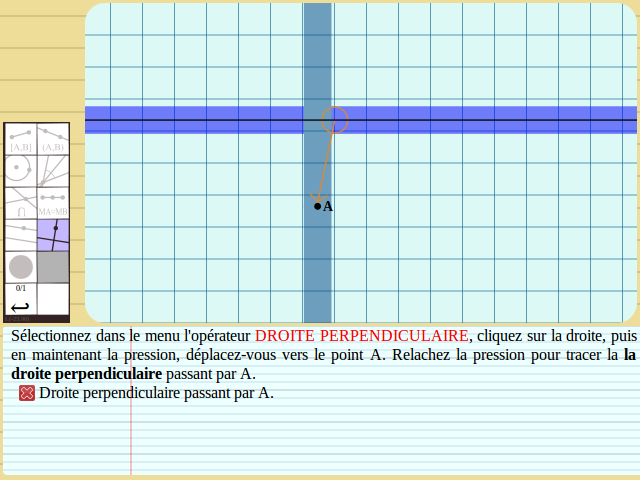 [A,B] (A,B)
∩ MA=MB
0/1
A
Sélectionnez dans le menu l'opérateur DROITE PERPENDICULAIRE, cliquez sur la droite, puis
en maintenant la pression, déplacez-vous vers le point A. Relachez la pression pour tracer la la
droite perpendiculaire passant par A.
Droite perpendiculaire passant par A.